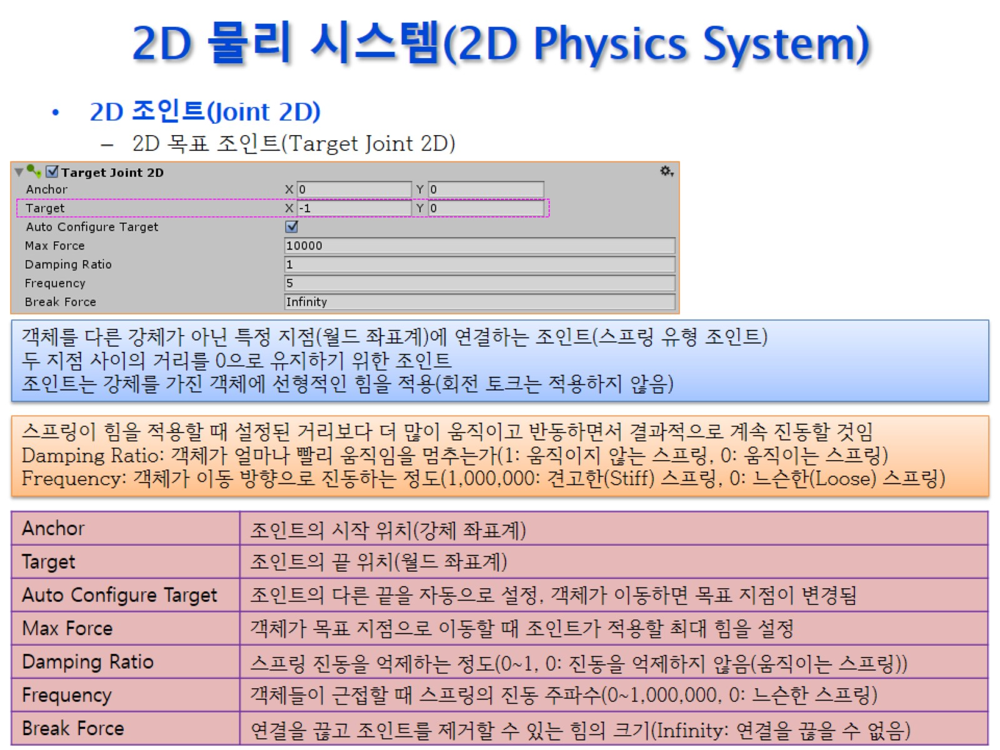 2D 물리 시스템(2D Physics System)
• 2D 조인트(Joint 2D)
– 2D 목표 조인트(Target Joint 2D)
Target Joint 2D
Anchor X 0 Y 0
Target X -1 Y 0
Auto Configure Target
Max Force 10000
Damping Ratio 1
Frequency 5
Break Force Infinity
객체를 다른 강체가 아닌 특정 지점(월드 좌표계)에 연결하는 조인트(스프링 유형 조인트)
두 지점 사이의 거리를 0으로 유지하기 위한 조인트
조인트는 강체를 가진 객체에 선형적인 힘을 적용(회전 토크는 적용하지 않음)
스프링이 힘을 적용할 때 설정된 거리보다 더 많이 움직이고 반동하면서 결과적으로 계속 진동할 것임
Damping Ratio: 객체가 얼마나 빨리 움직임을 멈추는가(1: 움직이지 않는 스프링, 0: 움직이는 스프링)
Frequency: 객체가 이동 방향으로 진동하는 정도(1,000,000: 견고한(Stiff) 스프링, 0: 느슨한(Loose) 스프링)
Anchor 조인트의 시작 위치(강체 좌표계)
Target 조인트의 끝 위치(월드 좌표계)
Auto Configure Target 조인트의 다른 끝을 자동으로 설정, 객체가 이동하면 목표 지점이 변경됨
Max Force 객체가 목표 지점으로 이동할 때 조인트가 적용할 최대 힘을 설정
Damping Ratio 스프링 진동을 억제하는 정도(0~1, 0: 진동을 억제하지 않음(움직이는 스프링))
Frequency 객체들이 근접할 때 스프링의 진동 주파수(0~1,000,000, 0: 느슨한 스프링)
Break Force 연결을 끊고 조인트를 제거할 수 있는 힘의 크기(Infinity: 연결을 끊을 수 없음)